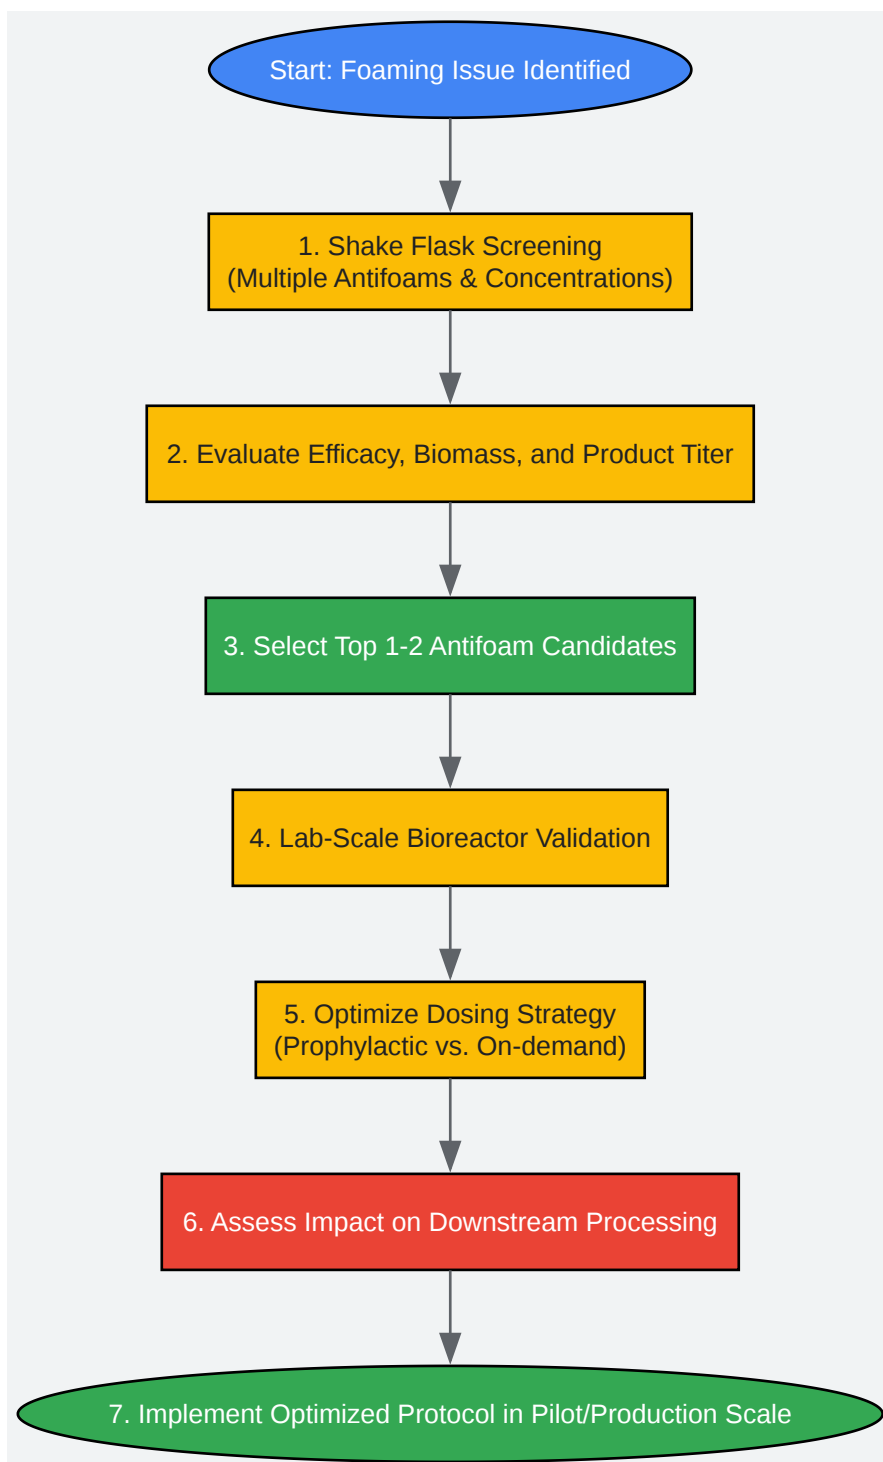 Start: Foaming Issue Identified
1. Shake Flask Screening
(Multiple Antifoams & Concentrations)
2. Evaluate Efficacy, Biomass, and Product Titer
3. Select Top 1-2 Antifoam Candidates
4. Lab-Scale Bioreactor Validation
5. Optimize Dosing Strategy
(Prophylactic vs. On-demand)
6. Assess Impact on Downstream Processing
7. Implement Optimized Protocol in Pilot/Production Scale